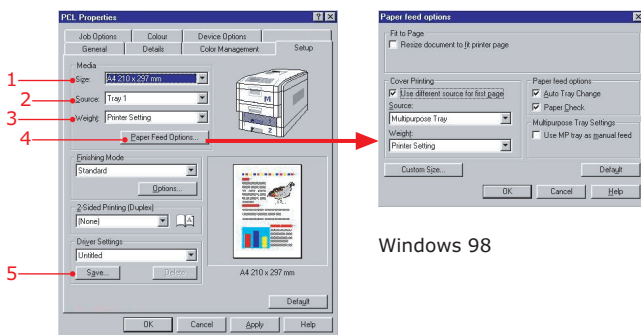 PCL Properties
Job Options Colour Device Options
General Details Color Management Setup
Media
1 Size: A4 210 x 297 mm
2 Source: Tray 1
3 Weight: Printer Setting
4 Paper Feed Options...
Finishing Mode
Standard
Options...
2-Sided Printing (Duplex)
(None)
Driver Settings
Untitled
5 Save... Delete
M
1
2
A4 210 x 297 mm
Default
OK Cancel Apply Help
Paper feed options
Fit to Page
Resize document to fit printer page
Cover Printing
Use different source for first page
Source:
Multipurpose Tray
Weight:
Printer Setting
Paper feed options
Auto Tray Change
Paper Check
Multipurpose Tray Settings
Use MP tray as manual feed
Custom Size... Default
OK Cancel Help
Windows 98